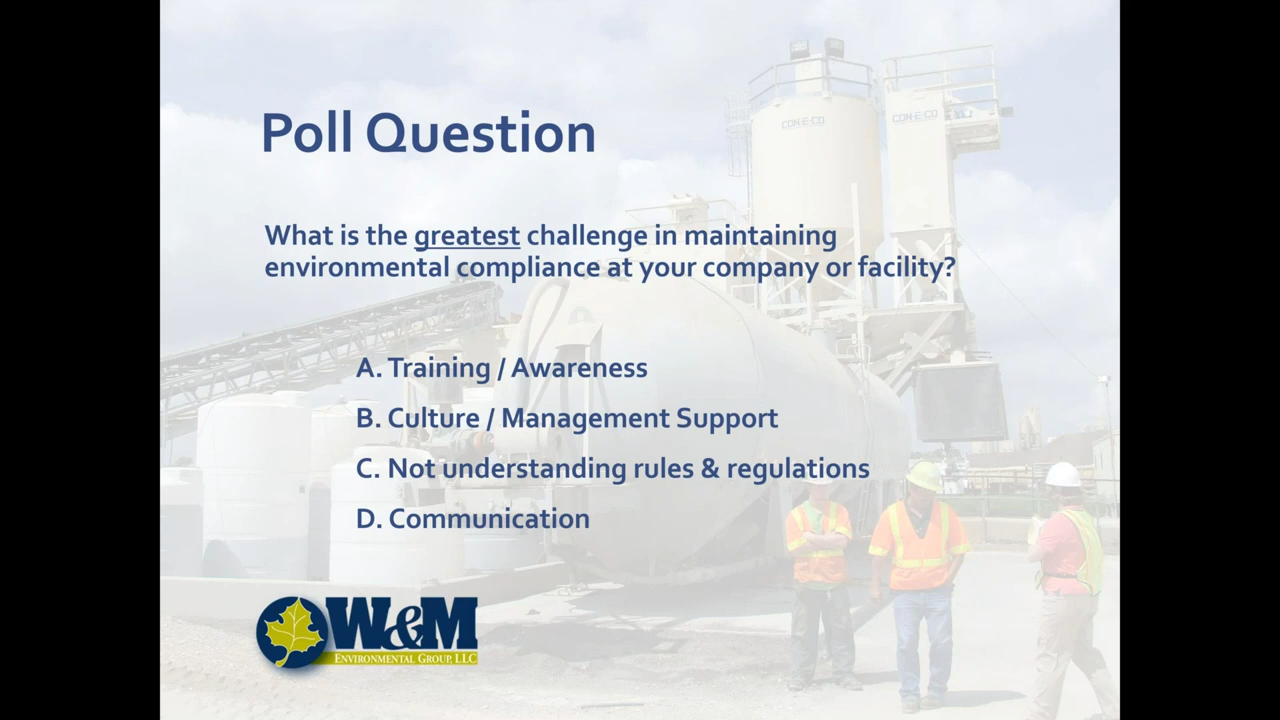 Poll Question
What is the greatest challenge in maintaining
environmental compliance at your company or facility?
A. Training / Awareness
B. Culture / Management Support
C. Not understanding rules & regulations
D. Communication
W&M
ENVIRONMENTAL GROUP, LLC
CON-E-CO
CON-E-CO